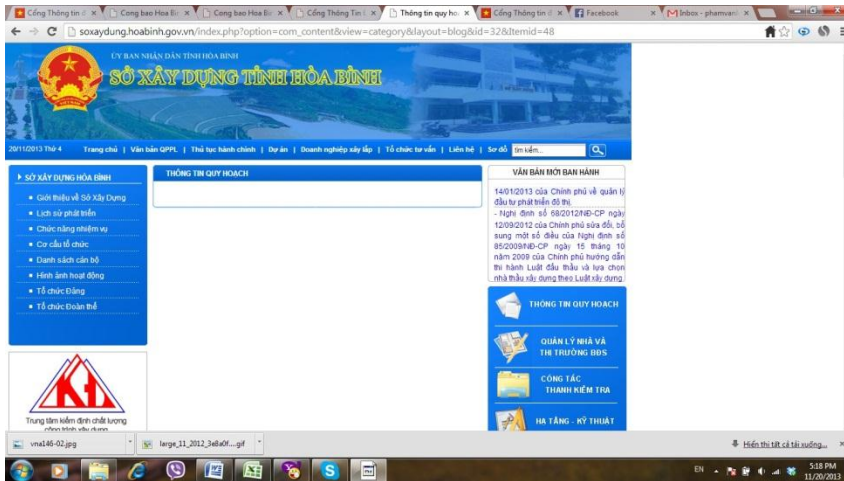 Cổng thông tin đ
Cong bao Hoa Bin
Cong bao Hoa Bin
Cổng Thông Tin
Thông tin quy ho
Cổng Thông tin đ
Facebook
Inbox - phamvan
soxaydung.hoabinh.gov.vn/index.php?option=com_content&view=category&layout=blog&id=32&Itemid=48
ỦY BAN NHÂN DÂN TỈNH HÒA BÌNH
SỞ XÂY DỰNG TỈNH HÒA BÌNH
20/11/2013 Thứ 4
Trang chủ | Văn bản QPPL | Thủ tục hành chính | Dự án | Doanh nghiệp xây lắp | Tổ chức tư vấn | Liên hệ | Sơ đồ
tìm kiếm...
SỞ XÂY DỰNG HÒA BÌNH
Giới thiệu về Sở Xây Dựng
Lịch sử phát triển
Chức năng nhiệm vụ
Cơ cấu tổ chức
Danh sách cán bộ
Hình ảnh hoạt động
Tổ chức Đảng
Tổ chức Đoàn thể
KĐ
Trung tâm kiểm định chất lượng
công trình xây dựng
THÔNG TIN QUY HOẠCH
VĂN BẢN MỚI BAN HÀNH
14/01/2013 của Chính phủ về quản lý
đầu tư phát triển đô thị.
- Nghị định số 68/2012/NĐ-CP ngày
12/09/2012 của Chính phủ sửa đổi, bổ
sung một số điều của Nghị định số
85/2009/NĐ-CP ngày 15 tháng 10
năm 2009 của Chính phủ hướng dẫn
thi hành Luật đấu thầu và lựa chọn
nhà thầu xây dựng theo Luật xây dựng.
THÔNG TIN QUY HOẠCH
QUẢN LÝ NHÀ VÀ
THỊ TRƯỜNG BĐS
CÔNG TÁC
THANH KIỂM TRA
HẠ TẦNG - KỸ THUẬT
vna146-02.jpg
large_11_2012_3e8a0f....gif
Hiển thị tất cả tải xuống...
EN
5:18 PM
11/20/2013